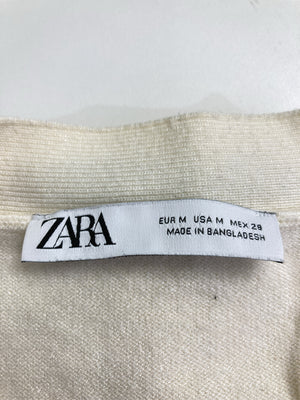 ZARA
EUR M USA M MEX 28
MADE IN BANGLADESH